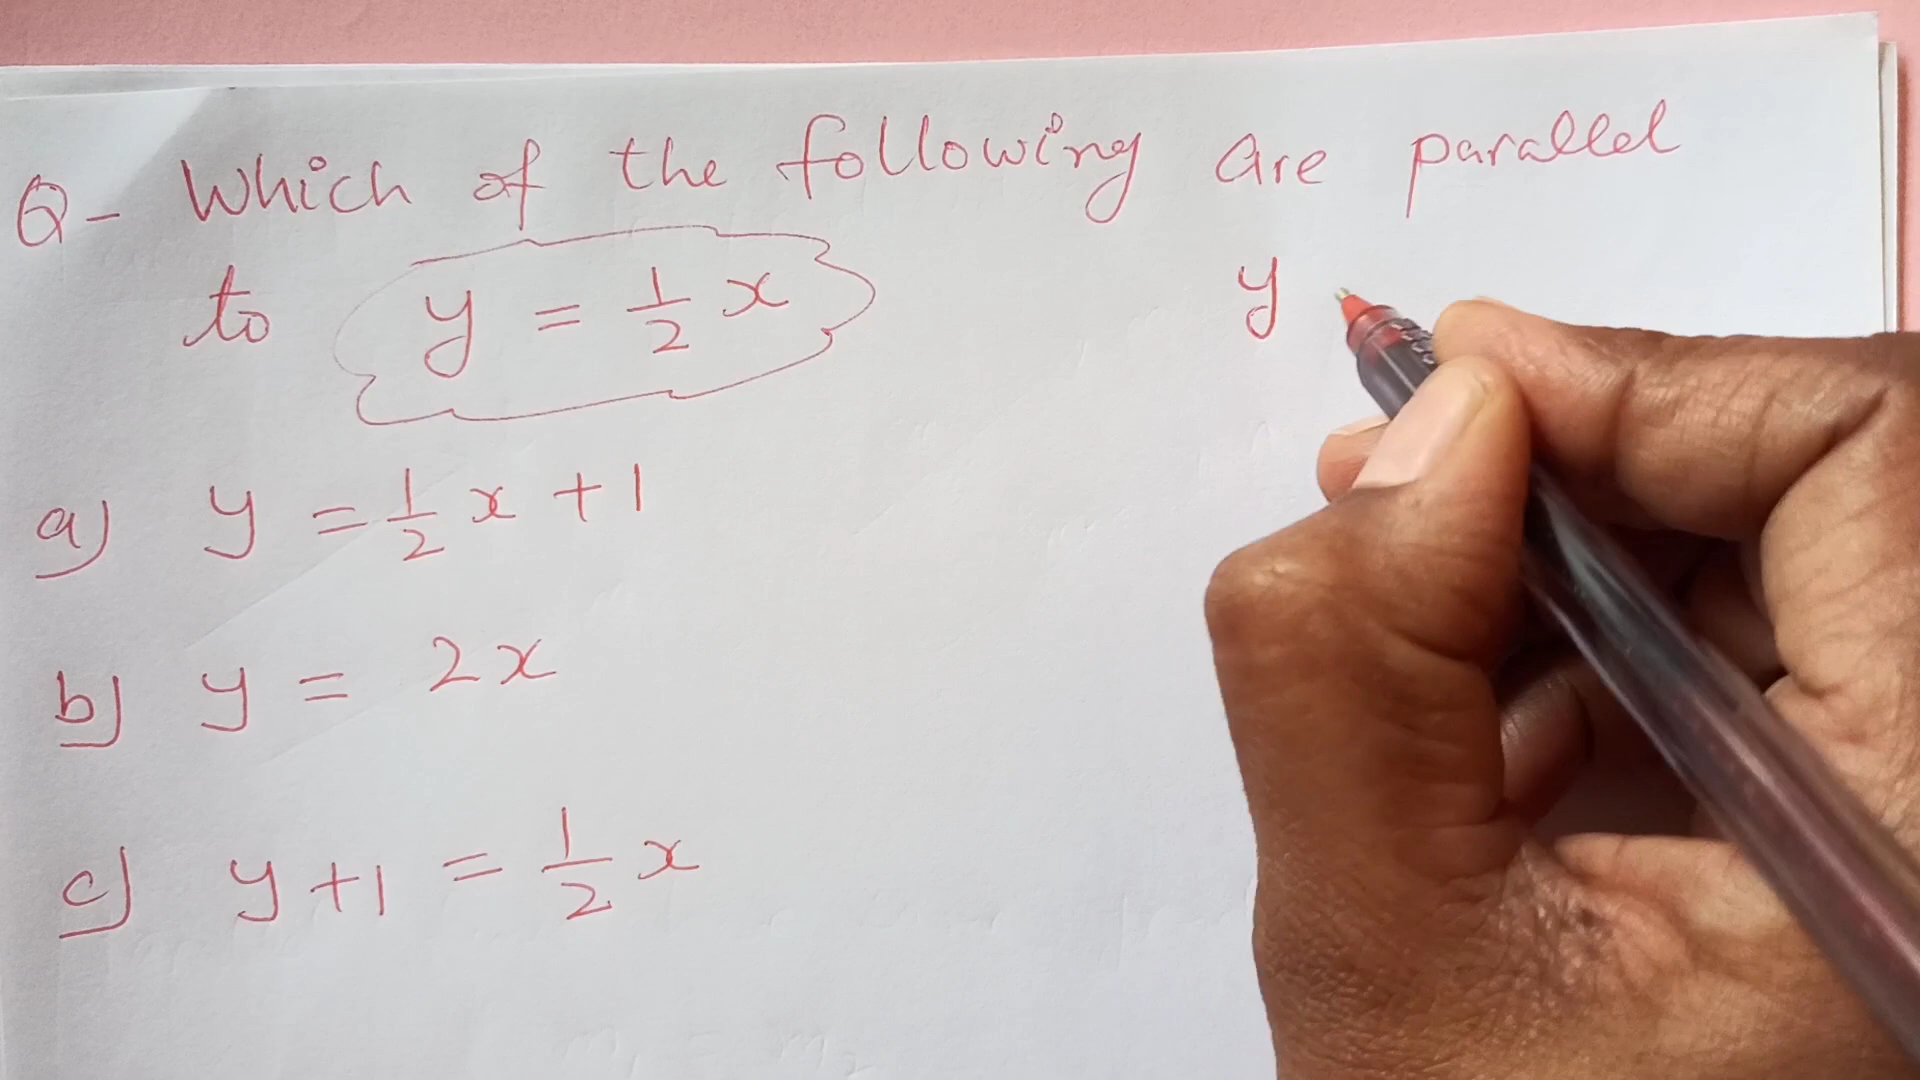 Q- Which of the following are parallel
to y = 1/2 x y
a) y = 1/2 x + 1
b) y = 2x
c) y + 1 = 1/2 x